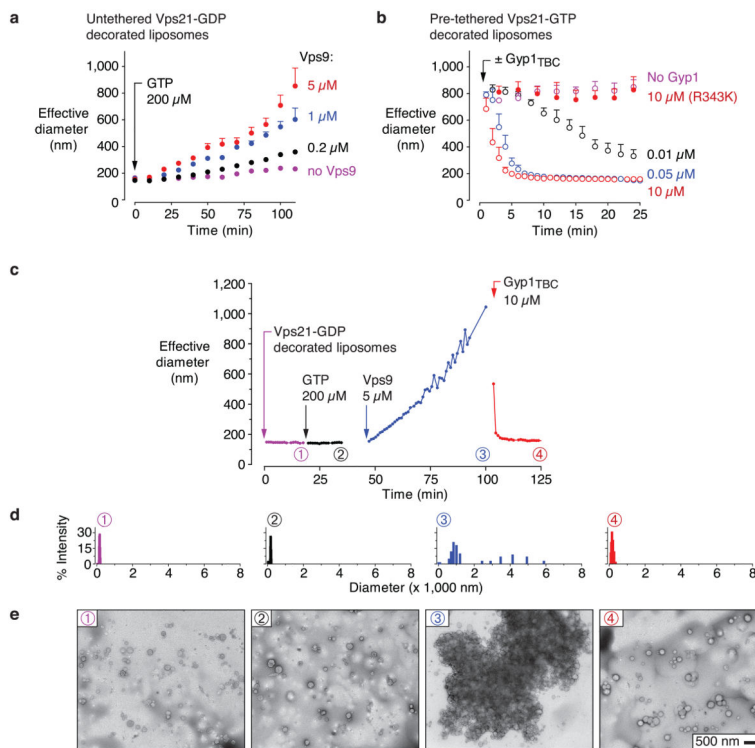 a
Untethered Vps21-GDP
decorated liposomes
Vps9:
1,000
800
600
400
200
0
Effective
diameter
(nm)
GTP
200 µM
5 µM
1 µM
0.2 µM
no Vps9
0 25 50 75 100
Time (min)
b
Pre-tethered Vps21-GTP
decorated liposomes
± Gyp1TBC
1,000
800
600
400
200
0
Effective
diameter
(nm)
No Gyp1
10 µM (R343K)
0.01 µM
0.05 µM
10 µM
0 5 10 15 20 25
Time (min)
c
1,200
1,000
800
600
400
200
0
Effective
diameter
(nm)
Vps21-GDP
decorated liposomes
GTP
200 µM
Vps9
5 µM
Gyp1TBC
10 µM
① ② ③ ④
0 25 50 75 100 125
Time (min)
d
① ② ③ ④
% Intensity
30
15
0
0 2 4 6 8 0 2 4 6 8 0 2 4 6 8 0 2 4 6 8
Diameter (x 1,000 nm)
e
① ② ③ ④
500 nm